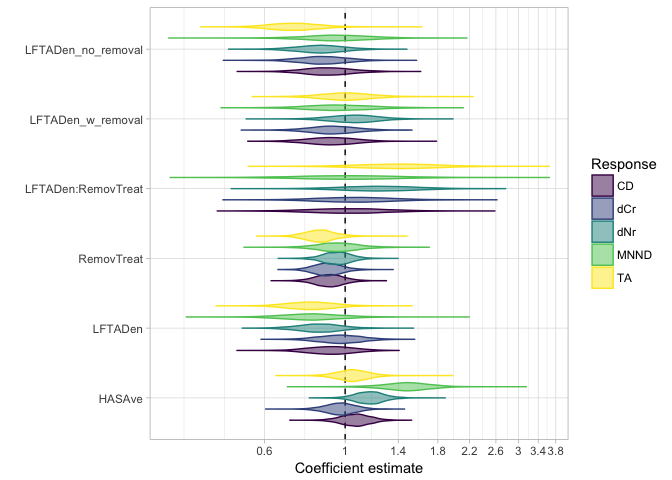 LFTADen_no_removal
LFTADen_w_removal
LFTADen:RemovTreat
RemovTreat
LFTADen
HASAve
0.6 1 1.4 1.8 2.2 2.6 3 3.4 3.8
Coefficient estimate
Response
CD
dCr
dNr
MNND
TA